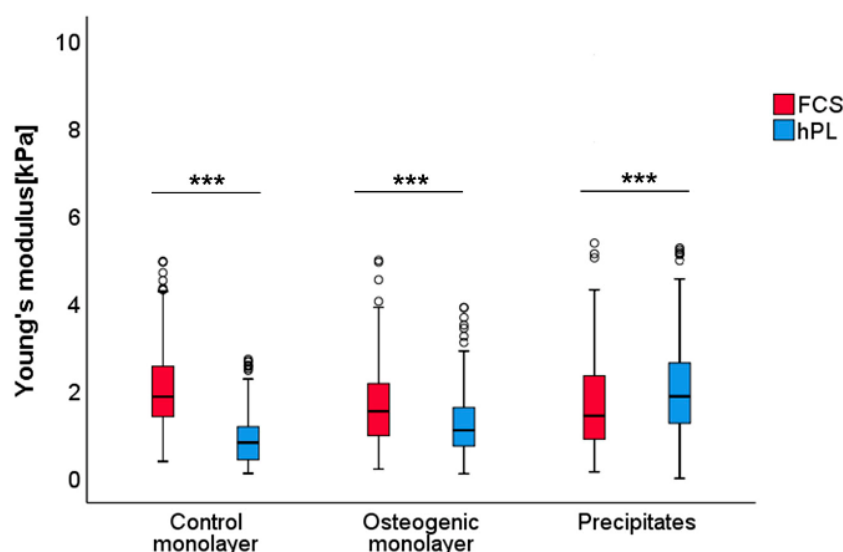 Young's modulus[kPa]
10
8
6
4
2
0
***
***
***
FCS
hPL
Control
monolayer
Osteogenic
monolayer
Precipitates